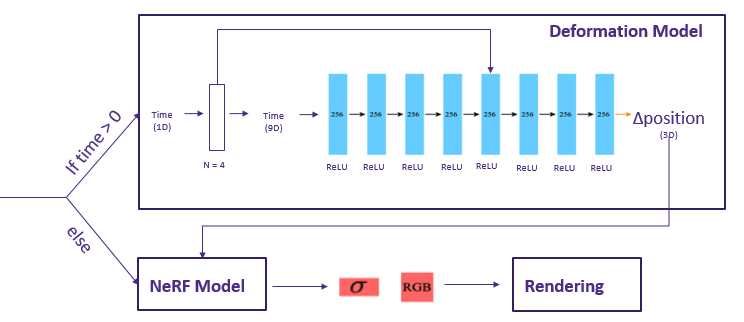 Deformation Model
If time > 0
Time
(1D)
N = 4
Time
(9D)
256 256 256 256 256 256 256 256
ReLU ReLU ReLU ReLU ReLU ReLU ReLU ReLU
Δposition
(3D)
else
NeRF Model
σ
RGB
Rendering